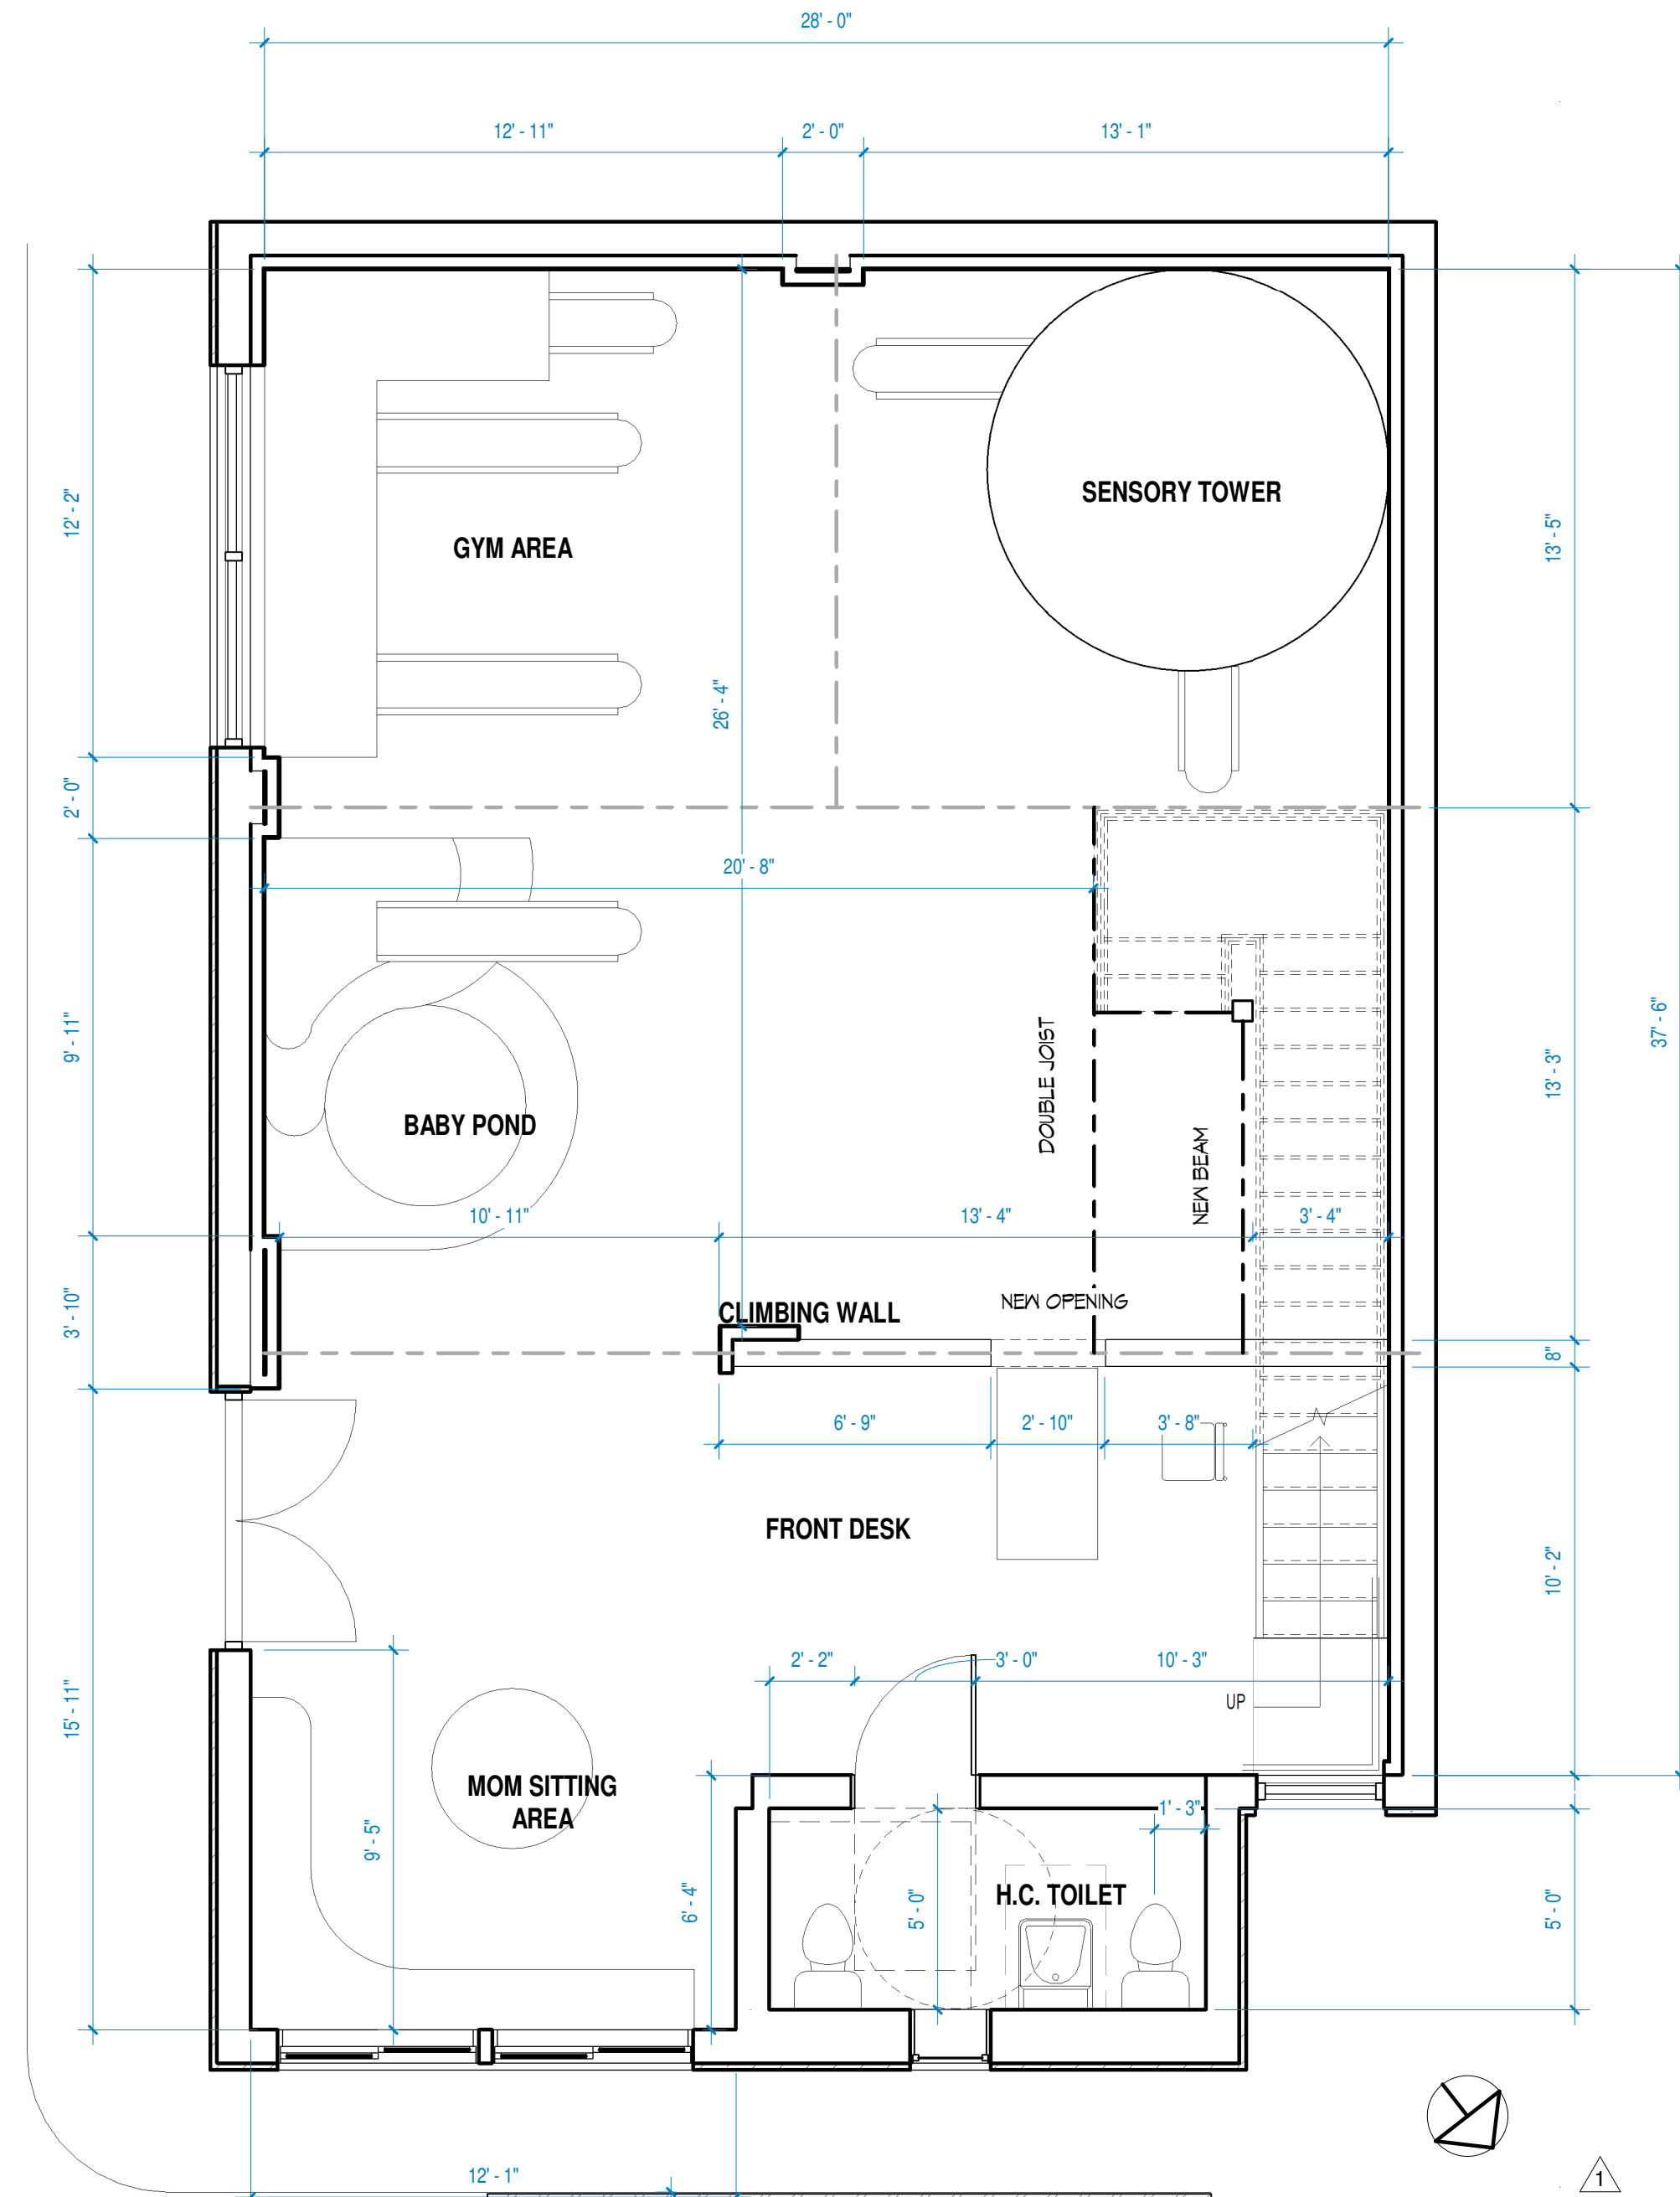 28' - 0"
12' - 11"
2' - 0"
13' - 1"
SENSORY TOWER
12' - 2"
13' - 5"
GYM AREA
26' - 4"
2' - 0"
20' - 8"
9' - 11"
DOUBLE JOIST
13' - 3"
37' - 6"
BABY POND
NEW BEAM
10' - 11"
13' - 4"
3' - 4"
3' - 10"
CLIMBING WALL
NEW OPENING
8"
6' - 9"
2' - 10"
3' - 8"
FRONT DESK
10' - 2"
2' - 2"
3' - 0"
10' - 3"
15' - 11"
UP
MOM SITTING
AREA
1' - 3"
9' - 5"
6' - 4"
5' - 0"
H.C. TOILET
5' - 0"
12' - 1"
1